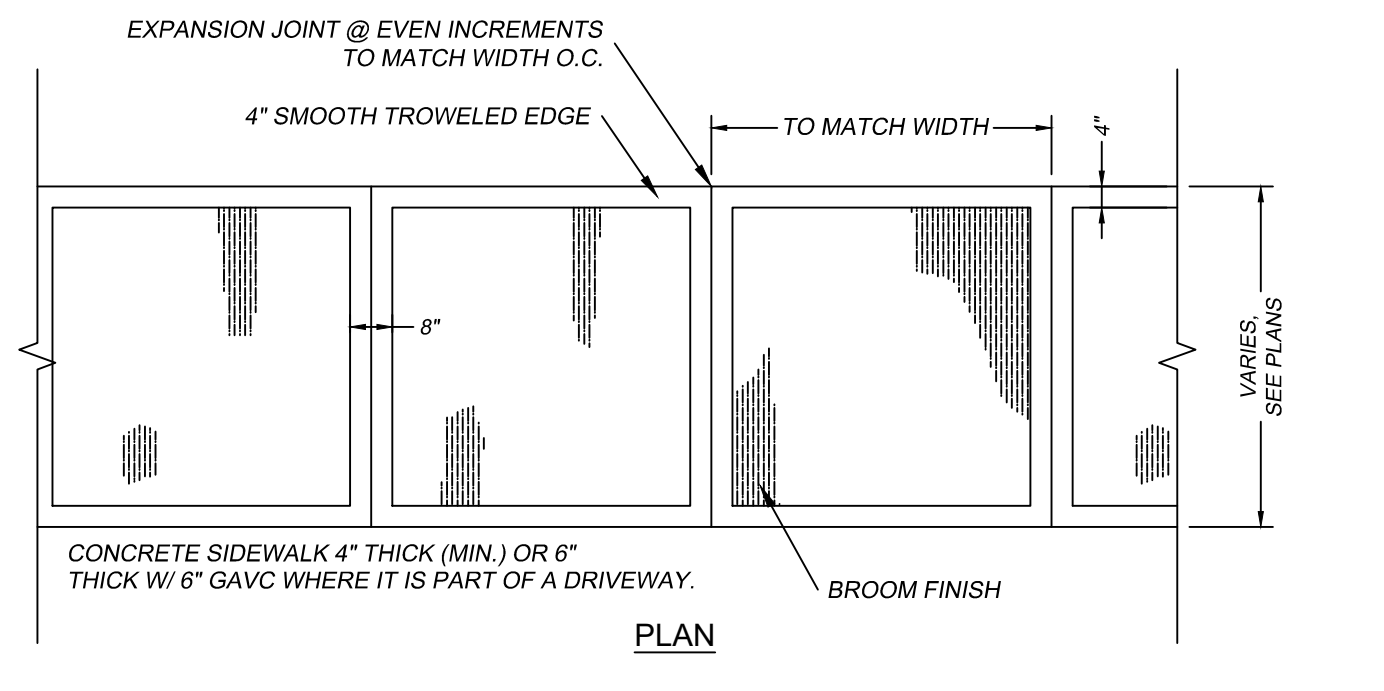 EXPANSION JOINT @ EVEN INCREMENTS
TO MATCH WIDTH O.C.
4" SMOOTH TROWELED EDGE
TO MATCH WIDTH
4"
8"
VARIES,
SEE PLANS
CONCRETE SIDEWALK 4" THICK (MIN.) OR 6"
THICK W/ 6" GAVC WHERE IT IS PART OF A DRIVEWAY.
BROOM FINISH
PLAN